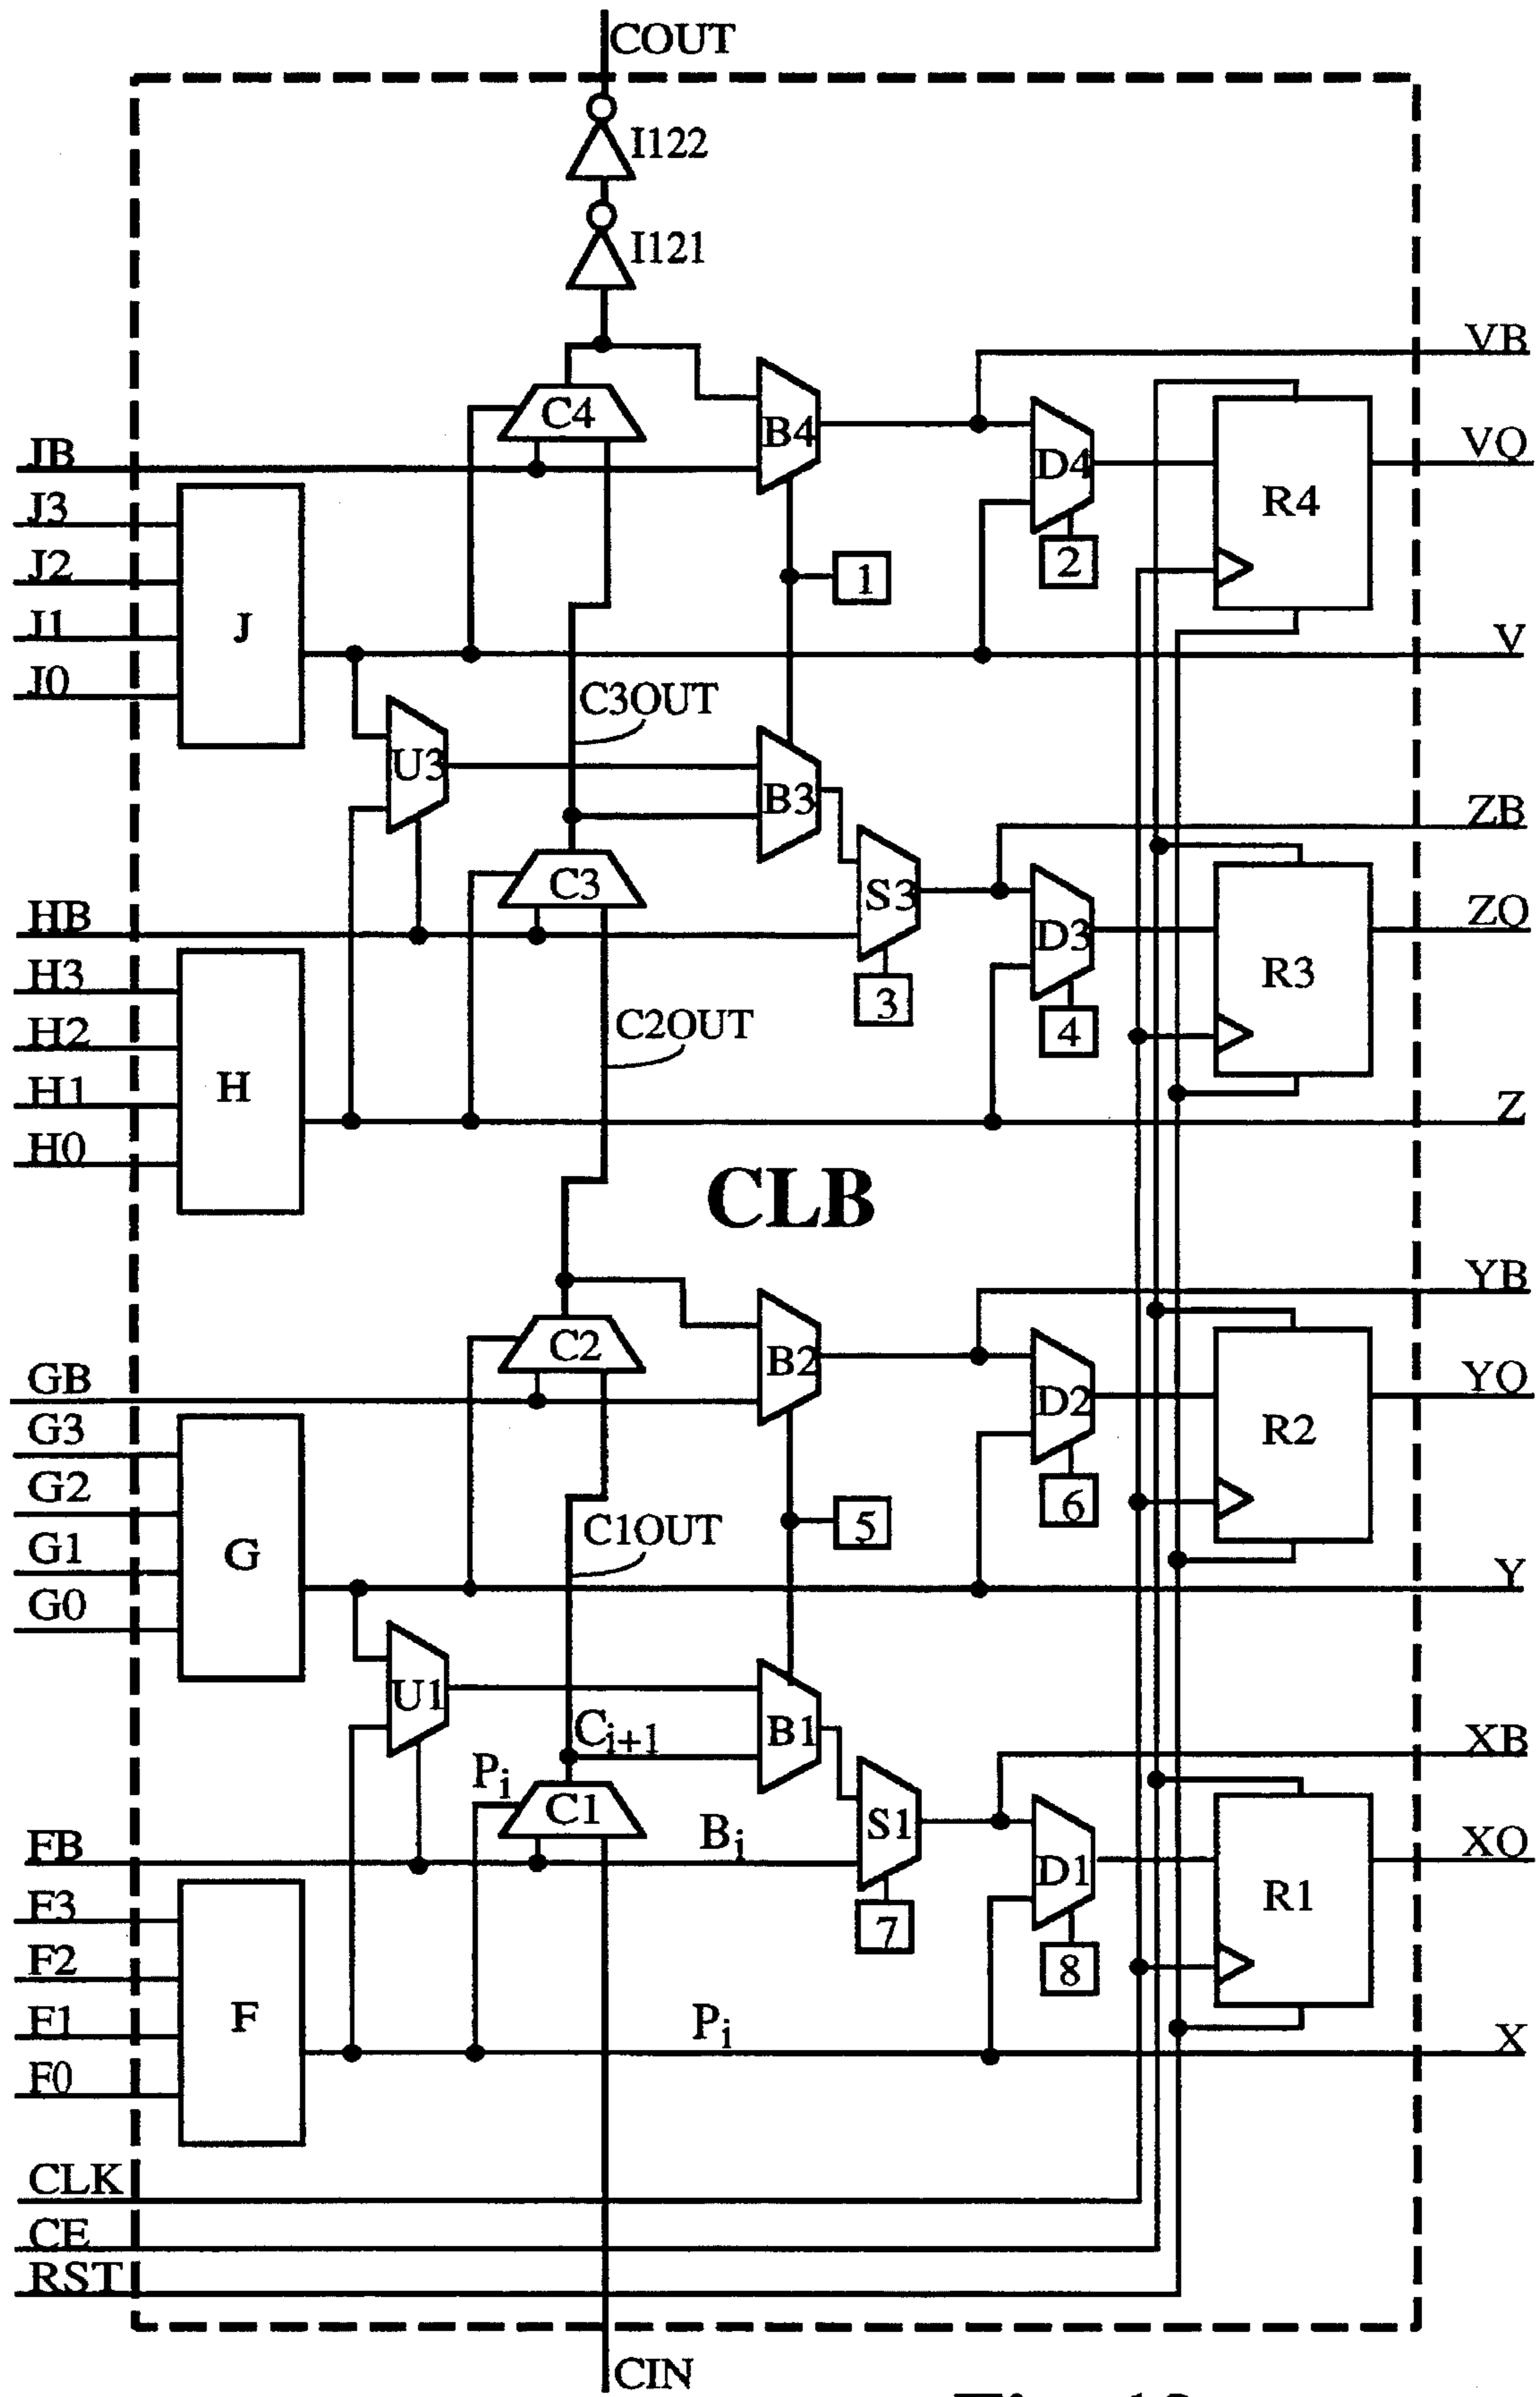 COUT
I122
I121
VB
C4
B4
JB
D4
VQ
J3
R4
J2
2
1
J1
J
V
J0
C3OUT
U3
B3
ZB
C3
S3
HB
D3
ZQ
H3
R3
3
C2OUT
4
H2
H1
H
Z
H0
CLB
YB
C2
B2
GB
D2
YQ
G3
R2
G2
6
C1OUT
5
G1
G
Y
G0
U1
Ci+1
B1
XB
Pi
C1
S1
FB
Bi
D1
XQ
F3
R1
7
F2
8
F1
F
Pi
X
F0
CLK
CE
RST
CIN